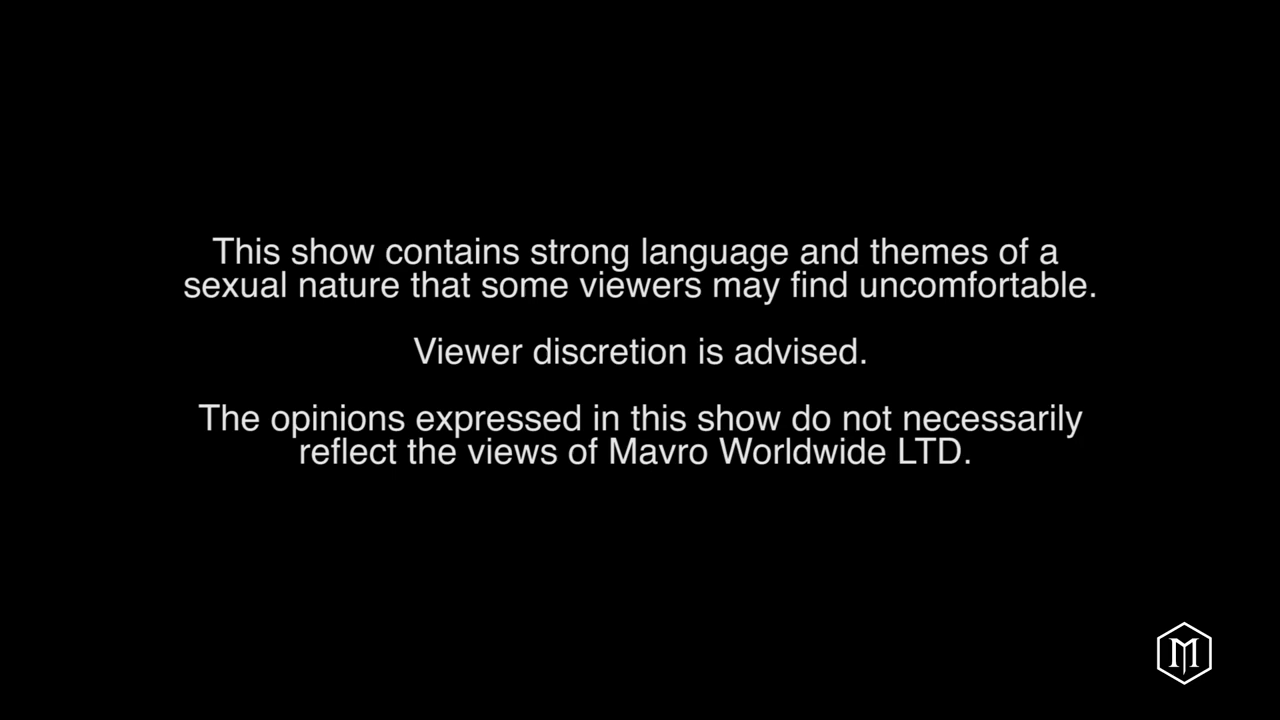 This show contains strong language and themes of a
sexual nature that some viewers may find uncomfortable.
Viewer discretion is advised.
The opinions expressed in this show do not necessarily
reflect the views of Mavro Worldwide LTD.
M